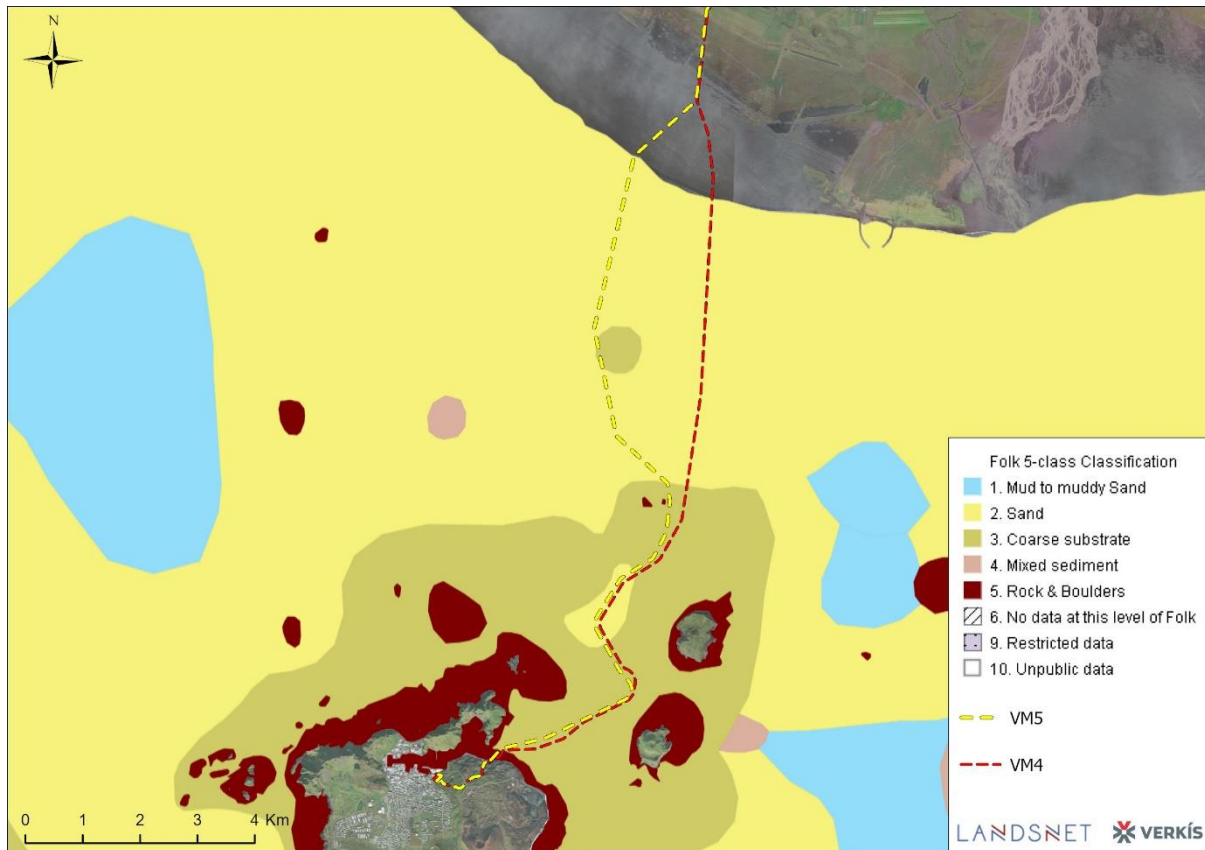 N
Folk 5-class Classification
1. Mud to muddy Sand
2. Sand
3. Coarse substrate
4. Mixed sediment
5. Rock & Boulders
6. No data at this level of Folk
9. Restricted data
10. Unpublic data
VM5
VM4
0 1 2 3 4 Km
LANDSNET VERKÍS